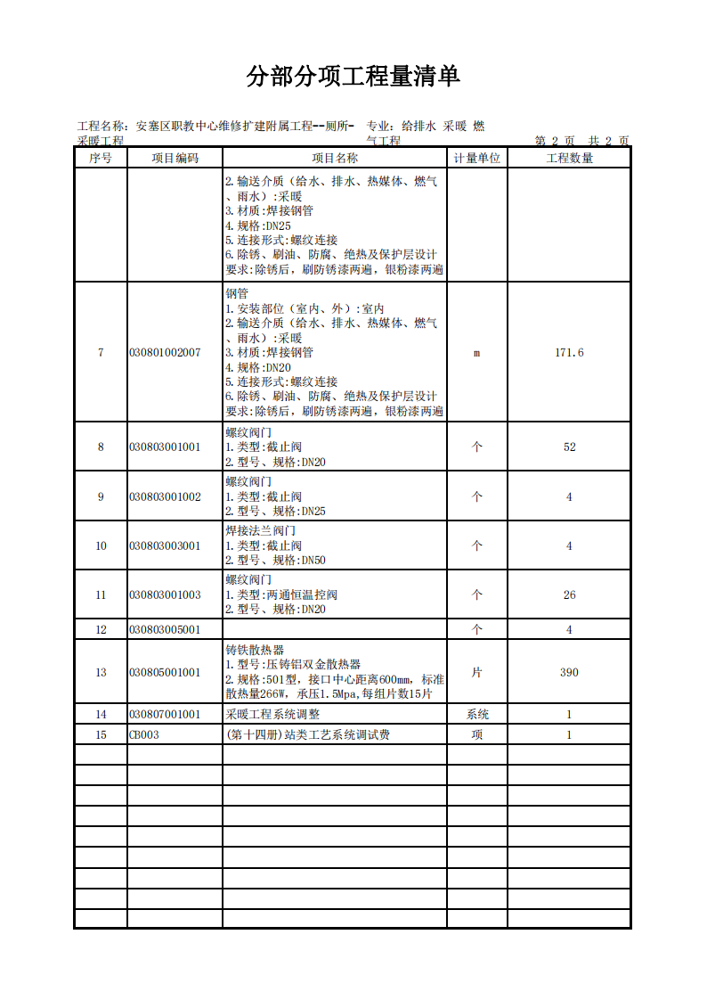 分部分项工程量清单
工程名称：安塞区职教中心维修扩建附属工程--厕所-
采暖工程
专业：给排水 采暖 燃
气工程
第 2 页 共 2 页
序号 项目编码 项目名称 计量单位 工程数量
2.输送介质（给水、排水、热媒体、燃气
、雨水）:采暖
3.材质:焊接钢管
4.规格:DN25
5.连接形式:螺纹连接
6.除锈、刷油、防腐、绝热及保护层设计
要求:除锈后，刷防锈漆两遍，银粉漆两遍
钢管
1.安装部位（室内、外）:室内
2.输送介质（给水、排水、热媒体、燃气
、雨水）:采暖
7 030801002007 3.材质:焊接钢管 m 171.6
4.规格:DN20
5.连接形式:螺纹连接
6.除锈、刷油、防腐、绝热及保护层设计
要求:除锈后，刷防锈漆两遍，银粉漆两遍
螺纹阀门
8 030803001001 1.类型:截止阀 个 52
2.型号、规格:DN20
螺纹阀门
9 030803001002 1.类型:截止阀 个 4
2.型号、规格:DN25
焊接法兰阀门
10 030803003001 1.类型:截止阀 个 4
2.型号、规格:DN50
螺纹阀门
11 030803001003 1.类型:两通恒温控阀 个 26
2.型号、规格:DN20
12 030803005001 个 4
铸铁散热器
1.型号:压铸铝双金散热器
13 030805001001 2.规格:501型，接口中心距离600mm，标准 片 390
散热量266W，承压1.5Mpa,每组片数15片
14 030807001001 采暖工程系统调整 系统 1
15 CB003 (第十四册)站类工艺系统调试费 项 1